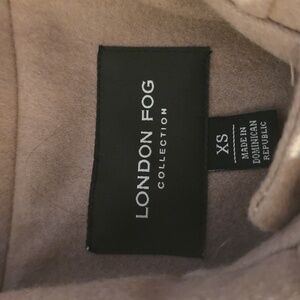 LONDON FOG
COLLECTION
XS
MADE IN
DOMINICAN
REPUBLIC